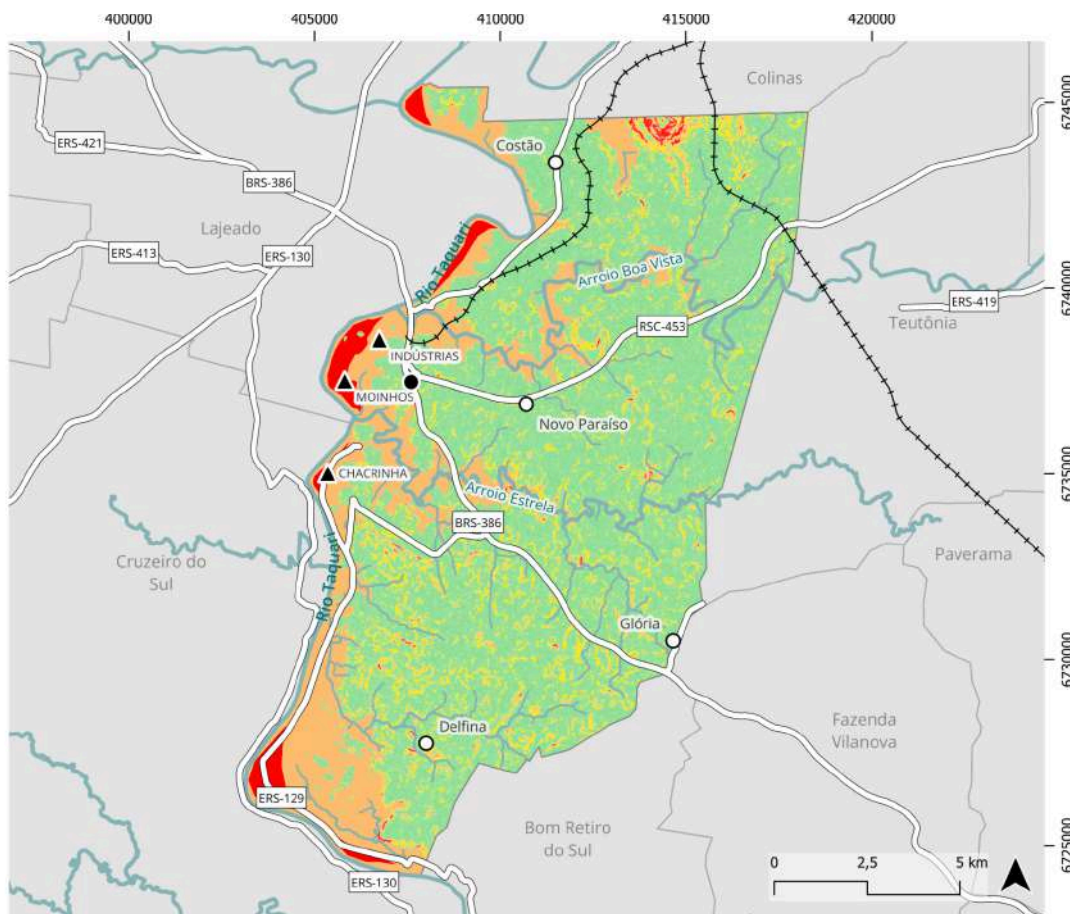 400000
405000
410000
415000
420000
Colinas
6745000
Costão
ERS-421
BRS-386
Lajeado
ERS-413
ERS-130
Rio Taquari
Arroio Boa Vista
6740000
ERS-419
Teutônia
RSC-453
INDÚSTRIAS
MOINHOS
Novo Paraíso
CHACRINHA
6735000
Arroio Estrela
BRS-386
Paverama
Cruzeiro do
Sul
Rio Taquari
Glória
6730000
Delfina
Fazenda
Vilanova
ERS-129
Bom Retiro
do Sul
6725000
0
2,5
5 km
ERS-130